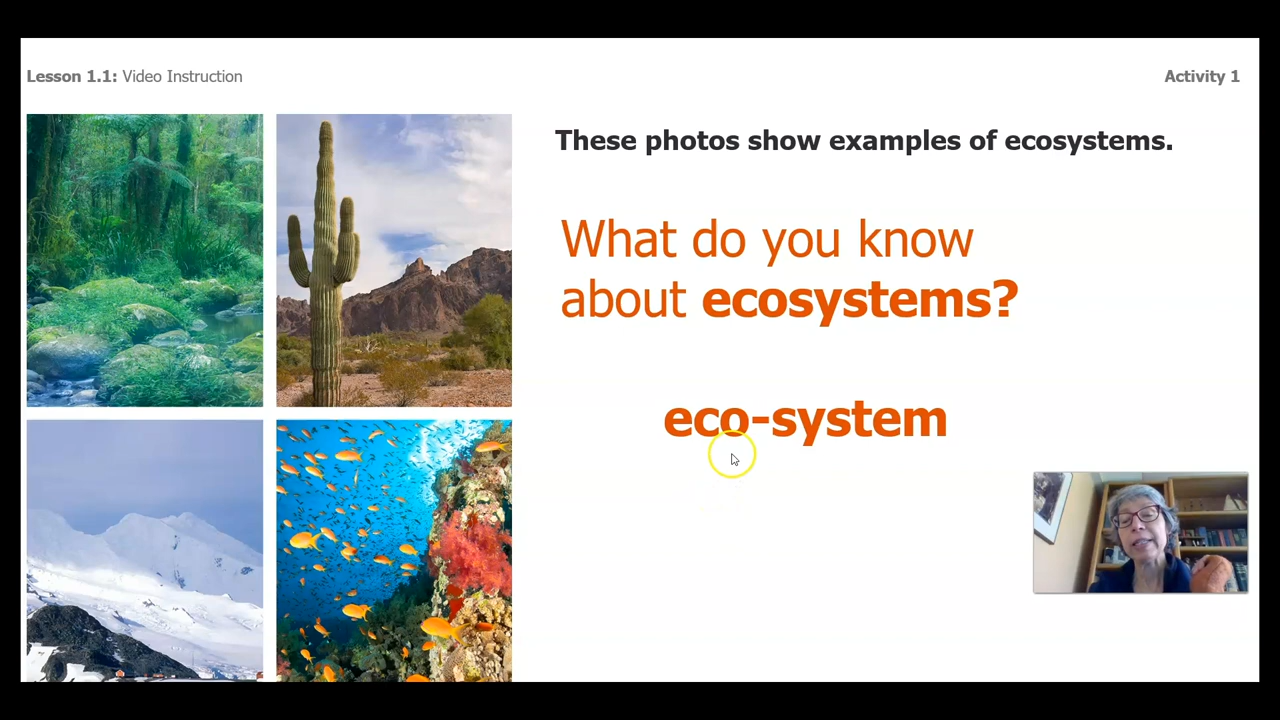 Lesson 1.1: Video Instruction
Activity 1
These photos show examples of ecosystems.
What do you know
about ecosystems?
eco-system